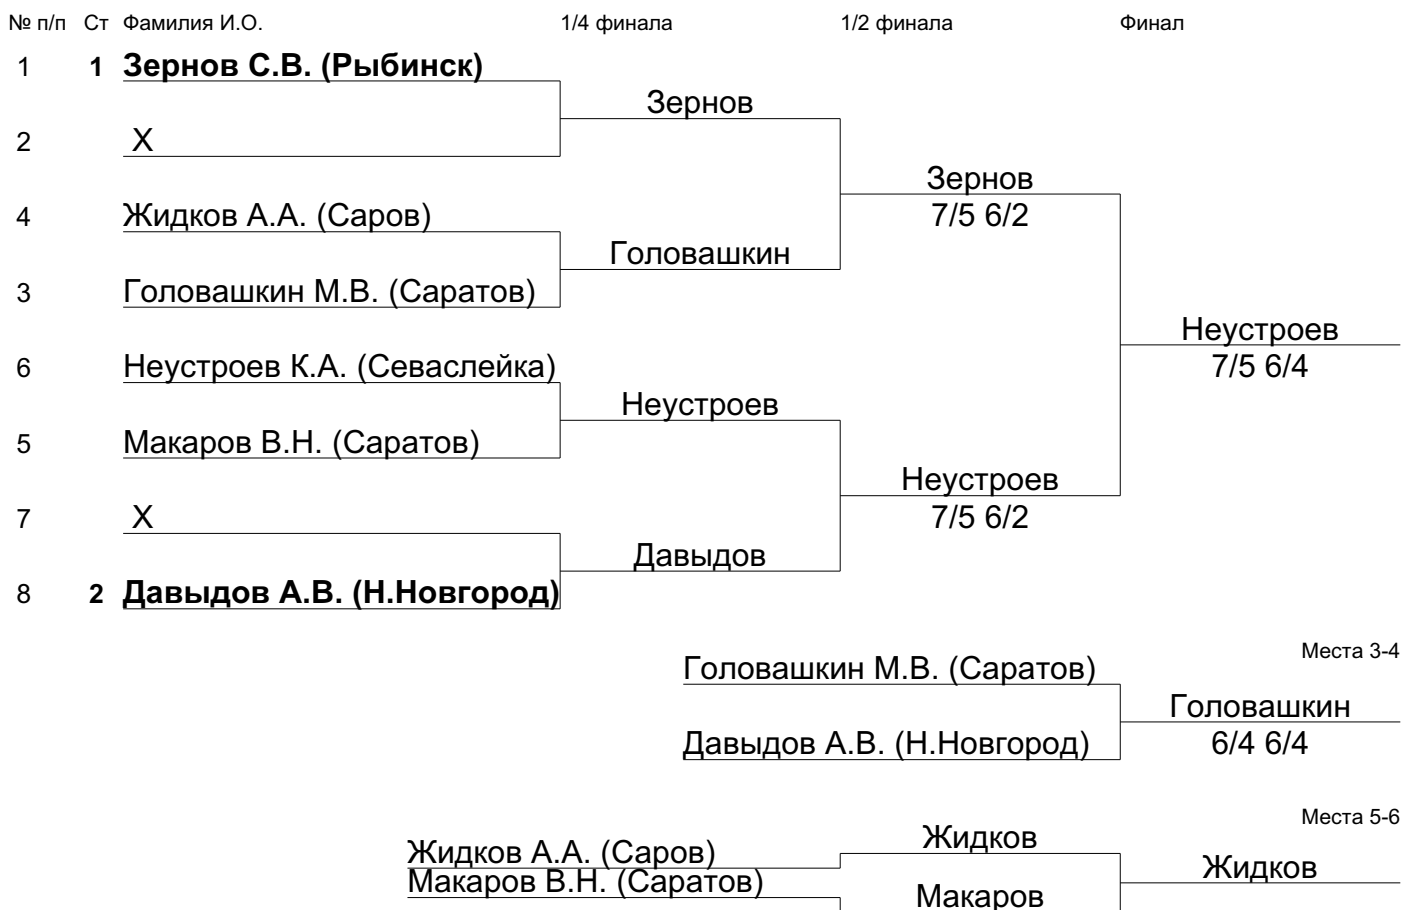 № п/п Ст Фамилия И.О. 1/4 финала 1/2 финала Финал
1 1 Зернов С.В. (Рыбинск)
Зернов
2 X
Зернов
4 Жидков А.А. (Саров) 7/5 6/2
Головашкин
3 Головашкин М.В. (Саратов)
Неустроев
6 Неустроев К.А. (Севаслейка) 7/5 6/4
Неустроев
5 Макаров В.Н. (Саратов)
Неустроев
7 X 7/5 6/2
Давыдов
8 2 Давыдов А.В. (Н.Новгород)
Места 3-4
Головашкин М.В. (Саратов)
Головашкин
Давыдов А.В. (Н.Новгород) 6/4 6/4
Места 5-6
Жидков
Жидков А.А. (Саров)
Жидков
Макаров В.Н. (Саратов)
Макаров